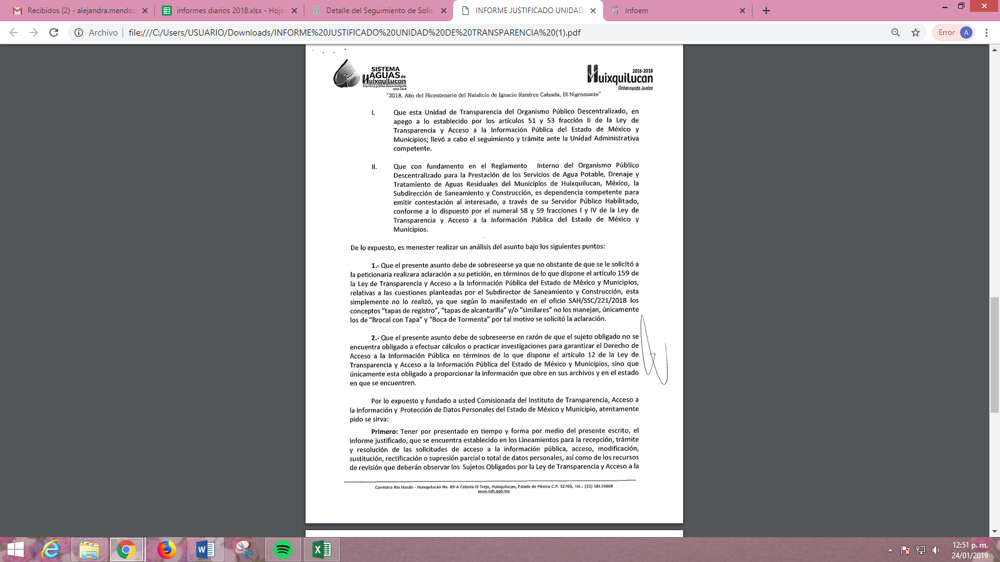 Recibidos (2) - alejandra.mendoz
informes diarios 2018.xlsx - Hoja
Detalle del Seguimiento de Solic
INFORME JUSTIFICADO UNIDAD
Infoem
Archivo file:///C:/Users/USUARIO/Downloads/INFORME%20JUSTIFICADO%20UNIDAD%20DE%20TRANSPARENCIA%20(1).pdf
Error A
SISTEMA
AGUAS de
Huixquilucan
Organismo público descentralizado
2016-2018
2016-2018
Huixquilucan
Gobernando Juntos
"2018. Año del Bicentenario del Natalicio de Ignacio Ramírez Calzada, El Nigromante"
I. Que esta Unidad de Transparencia del Organismo Público Descentralizado, en
apego a lo establecido por los artículos 51 y 53 fracción II de la Ley de
Transparencia y Acceso a la Información Pública del Estado de México y
Municipios; llevó a cabo el seguimiento y trámite ante la Unidad Administrativa
competente.
II. Que con fundamento en el Reglamento Interno del Organismo Público
Descentralizado para la Prestación de los Servicios de Agua Potable, Drenaje y
Tratamiento de Aguas Residuales del Municipios de Huixquilucan, México, la
Subdirección de Saneamiento y Construcción, es dependencia competente para
emitir contestación al interesado, a través de su Servidor Público Habilitado,
conforme a lo dispuesto por el numeral 58 y 59 fracciones I y IV de la Ley de
Transparencia y Acceso a la Información Pública del Estado de México y
Municipios.
De lo expuesto, es menester realizar un análisis del asunto bajo los siguientes puntos:
1.- Que el presente asunto debe de sobreseerse ya que no obstante de que se le solicitó a
la peticionaria realizara aclaración a su petición, en términos de lo que dispone el artículo 159 de
la Ley de Transparencia y Acceso a la Información Pública del Estado de México y Municipios,
relativas a las cuestiones planteadas por el Subdirector de Saneamiento y Construcción, esta
simplemente no lo realizó, ya que según lo manifestado en el oficio SAH/SSC/221/2018 los
conceptos "tapas de registro", "tapas de alcantarilla" y/o "similares" no los manejan, únicamente
los de "Brocal con Tapa" y "Boca de Tormenta" por tal motivo se solicitó la aclaración.
2.- Que el presente asunto debe de sobreseerse en razón de que el sujeto obligado no se
encuentra obligado a efectuar cálculos o practicar investigaciones para garantizar el Derecho de
Acceso a la Información Pública en términos de lo que dispone el artículo 12 de la Ley de
Transparencia y Acceso a la Información Pública del Estado de México y Municipios, sino que
únicamente esta obligado a proporcionar la información que obre en sus archivos y en el estado
en que se encuentren.
Por lo expuesto y fundado a usted Comisionada del Instituto de Transparencia, Acceso a
la información y Protección de Datos Personales del Estado de México y Municipio, atentamente
pido se sirva:
Primero: Tener por presentado en tiempo y forma por medio del presente escrito, el
informe justificado, que se encuentra establecido en los Lineamientos para la recepción, trámite
y resolución de las solicitudes de acceso a la información pública, acceso, modificación,
sustitución, rectificación o supresión parcial o total de datos personales, así como de los recursos
de revisión que deberán observar los Sujetos Obligados por la Ley de Transparencia y Acceso a la
Carretera Río Hondo - Huixquilucan No. 89-A Colonia El Trejo, Huixquilucan, Estado de México C.P. 52760, Tel.: (55) 58116868
www.sah.gob.mx
12:51 p. m.
24/01/2019